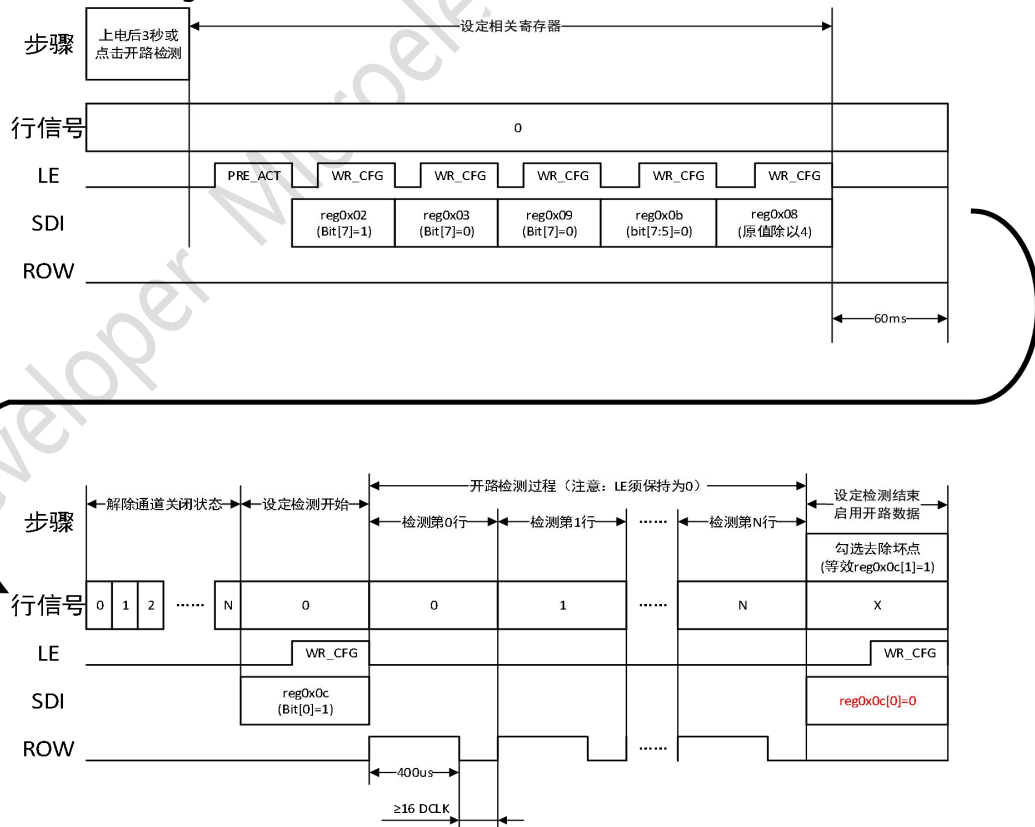 步骤
上电后3秒或
点击开路检测
设定相关寄存器
行信号
0
LE
PRE_ACT
WR_CFG
WR_CFG
WR_CFG
WR_CFG
WR_CFG
SDI
reg0x02
(Bit[7]=1)
reg0x03
(Bit[7]=0)
reg0x09
(Bit[7]=0)
reg0x0b
(bit[7:5]=0)
reg0x08
(原值除以4)
ROW
60ms
步骤
解除通道关闭状态
设定检测开始
开路检测过程（注意：LE须保持为0）
设定检测结束
启用开路数据
检测第0行
检测第1行
……
检测第N行
勾选去除坏点
(等效reg0x0c[1]=1)
行信号
0
1
2
……
N
0
0
1
……
N
X
LE
WR_CFG
WR_CFG
SDI
reg0x0c
(Bit[0]=1)
reg0x0c[0]=0
ROW
……
400us
≥16 DCLK